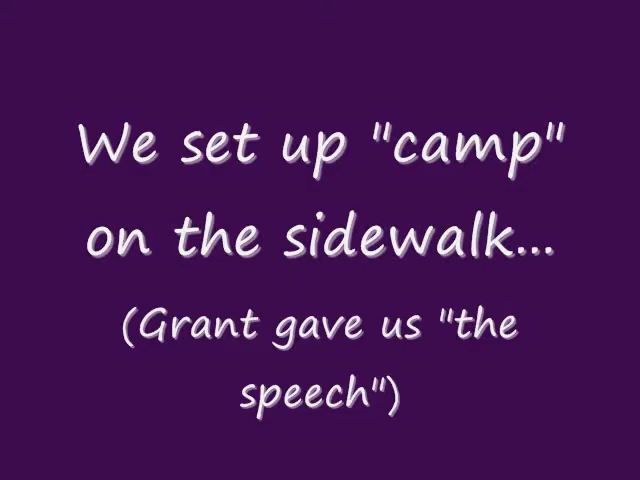 We set up "camp"
on the sidewalk...
(Grant gave us "the
speech")